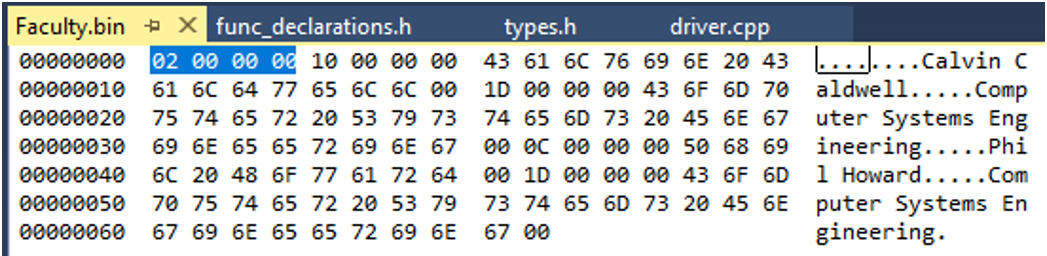 Faculty.bin func_declarations.h types.h driver.cpp
00000000 02 00 00 00 10 00 00 00 43 61 6C 76 69 6E 20 43 ........Calvin C
00000010 61 6C 64 77 65 6C 6C 00 1D 00 00 00 43 6F 6D 70 aldwell.....Comp
00000020 75 74 65 72 20 53 79 73 74 65 6D 73 20 45 6E 67 uter Systems Eng
00000030 69 6E 65 65 72 69 6E 67 00 0C 00 00 00 50 68 69 ineering.....Phi
00000040 6C 20 48 6F 77 61 72 64 00 1D 00 00 00 43 6F 6D l Howard.....Com
00000050 70 75 74 65 72 20 53 79 73 74 65 6D 73 20 45 6E puter Systems En
00000060 67 69 6E 65 65 72 69 6E 67 00 gineering.